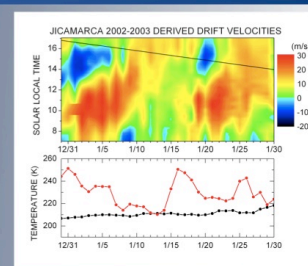 JICAMARCA 2002-2003 DERIVED DRIFT VELOCITIES
(m/s
SOLAR LOCAL TIME
16
14
12
10
8
30
20
10
0
-10
-20
12/31 1/5 1/10 1/15 1/20 1/25 1/30
TEMPERATURE (K)
260
240
220
200
12/31 1/5 1/10 1/15 1/20 1/25 1/30